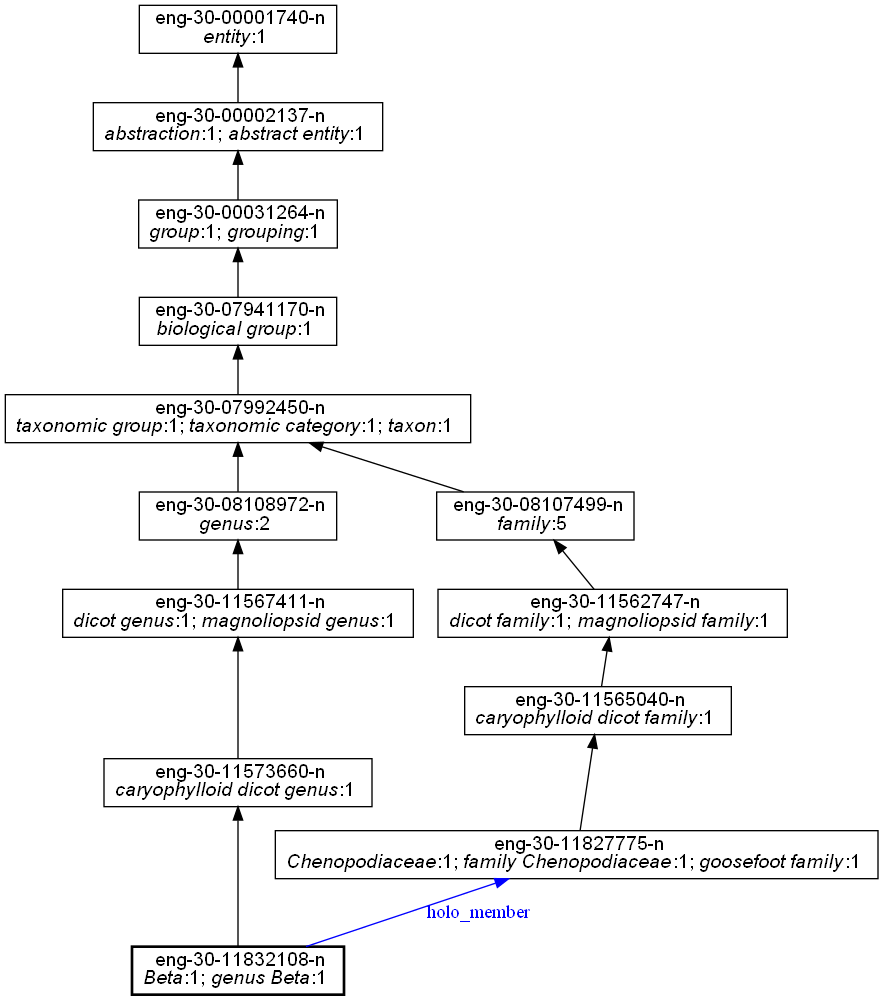 eng-30-00001740-n
entity:1
eng-30-00002137-n
abstraction:1; abstract entity:1
eng-30-00031264-n
group:1; grouping:1
eng-30-07941170-n
biological group:1
eng-30-07992450-n
taxonomic group:1; taxonomic category:1; taxon:1
eng-30-08108972-n
genus:2
eng-30-08107499-n
family:5
eng-30-11567411-n
dicot genus:1; magnoliopsid genus:1
eng-30-11562747-n
dicot family:1; magnoliopsid family:1
eng-30-11565040-n
caryophylloid dicot family:1
eng-30-11573660-n
caryophylloid dicot genus:1
eng-30-11827775-n
Chenopodiaceae:1; family Chenopodiaceae:1; goosefoot family:1
holo_member
eng-30-11832108-n
Beta:1; genus Beta:1